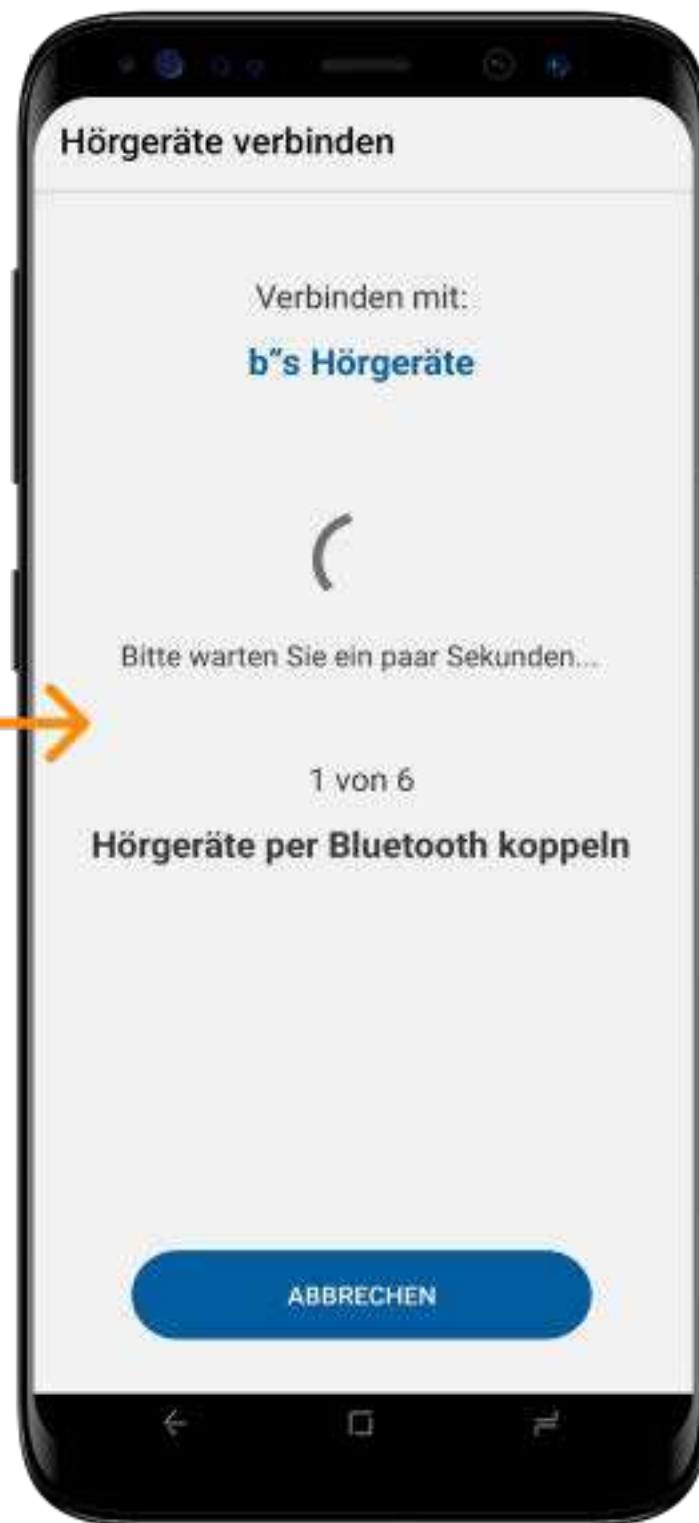 Hörgeräte verbinden
Verbinden mit:
b"s Hörgeräte
Bitte warten Sie ein paar Sekunden...
1 von 6
Hörgeräte per Bluetooth koppeln
ABBRECHEN